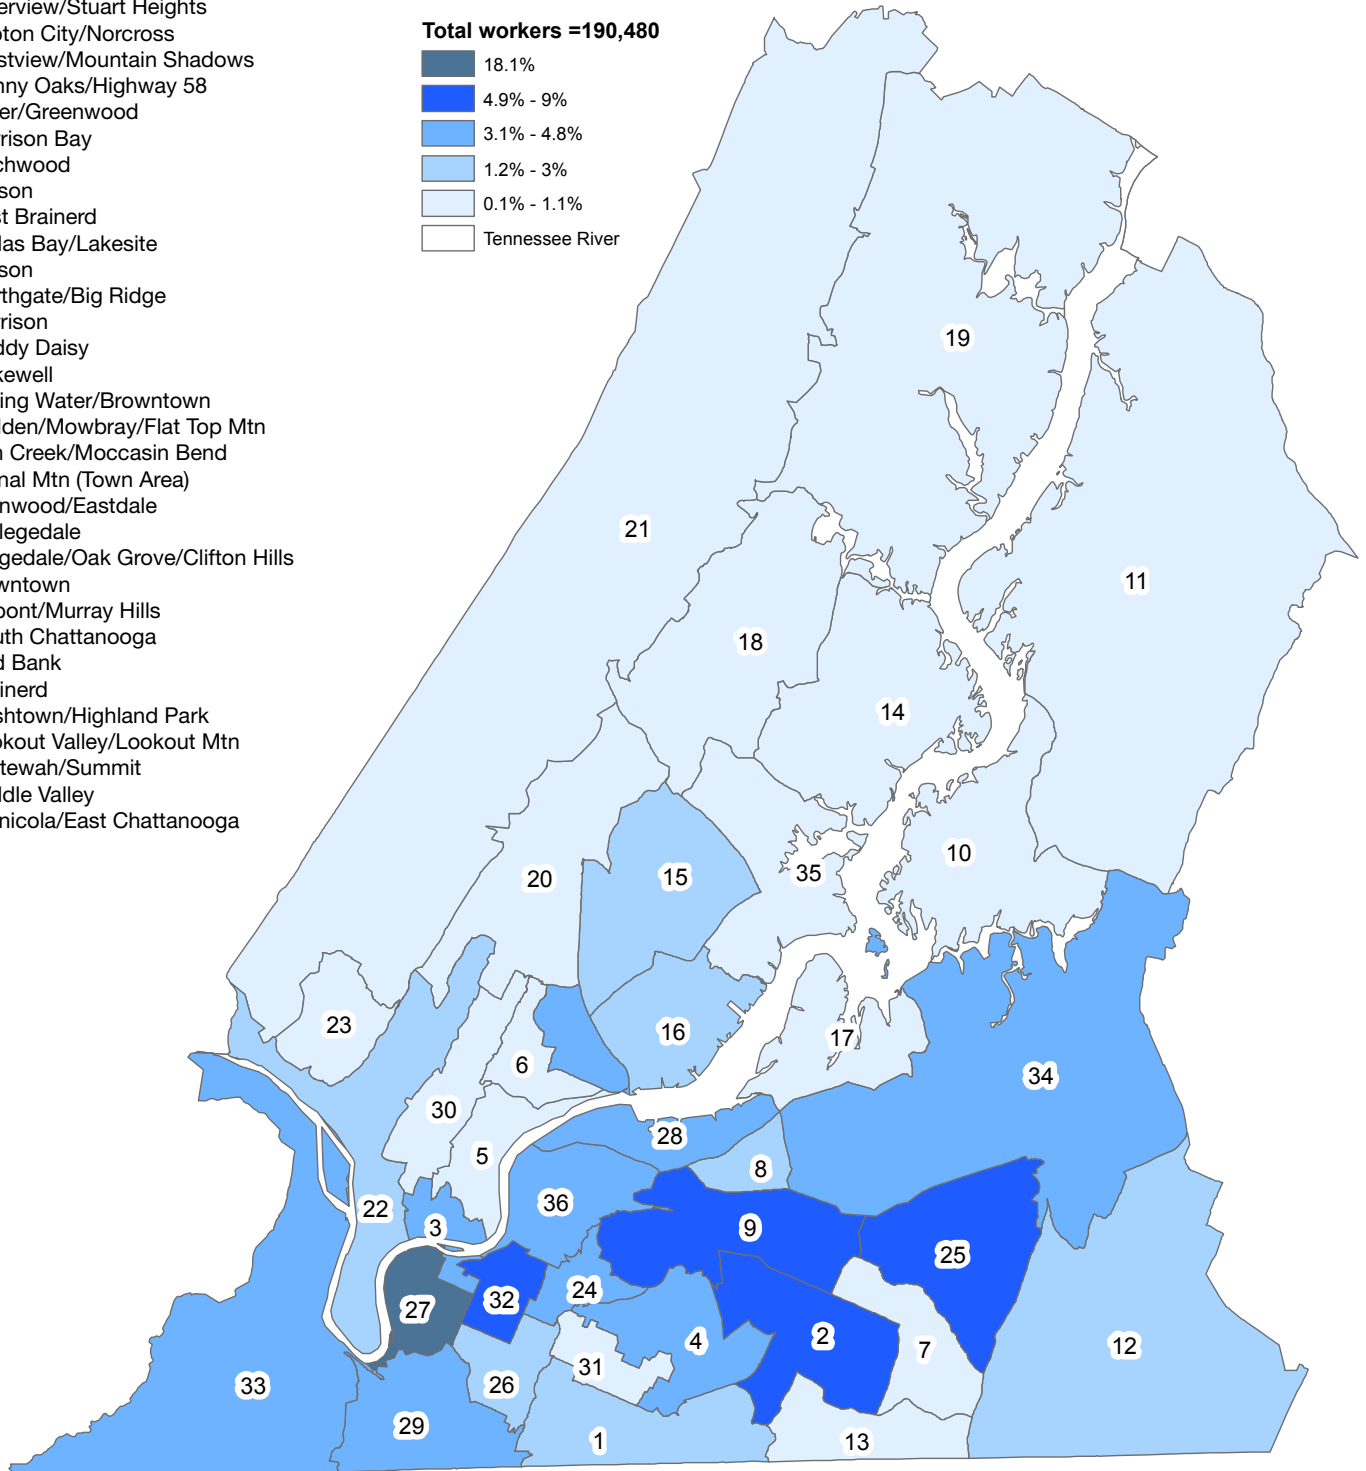 erview/Stuart Heights
pton City/Norcross
stview/Mountain Shadows
nny Oaks/Highway 58
er/Greenwood
rrison Bay
chwood
son
t Brainerd
las Bay/Lakesite
son
rthgate/Big Ridge
rrison
ddy Daisy
kewell
ing Water/Browntown
lden/Mowbray/Flat Top Mtn
n Creek/Moccasin Bend
nal Mtn (Town Area)
nwood/Eastdale
legedale
gedale/Oak Grove/Clifton Hills
wntown
pont/Murray Hills
uth Chattanooga
d Bank
inerd
shtown/Highland Park
okout Valley/Lookout Mtn
tewah/Summit
ddle Valley
nicola/East Chattanooga
Total workers =190,480
18.1%
4.9% - 9%
3.1% - 4.8%
1.2% - 3%
0.1% - 1.1%
Tennessee River
19
21
11
18
14
10
35
15
20
23
16
17
6
34
30
28
5
8
36
22
3
9
25
24
32
27
2
4
12
7
31
26
33
29
1
13